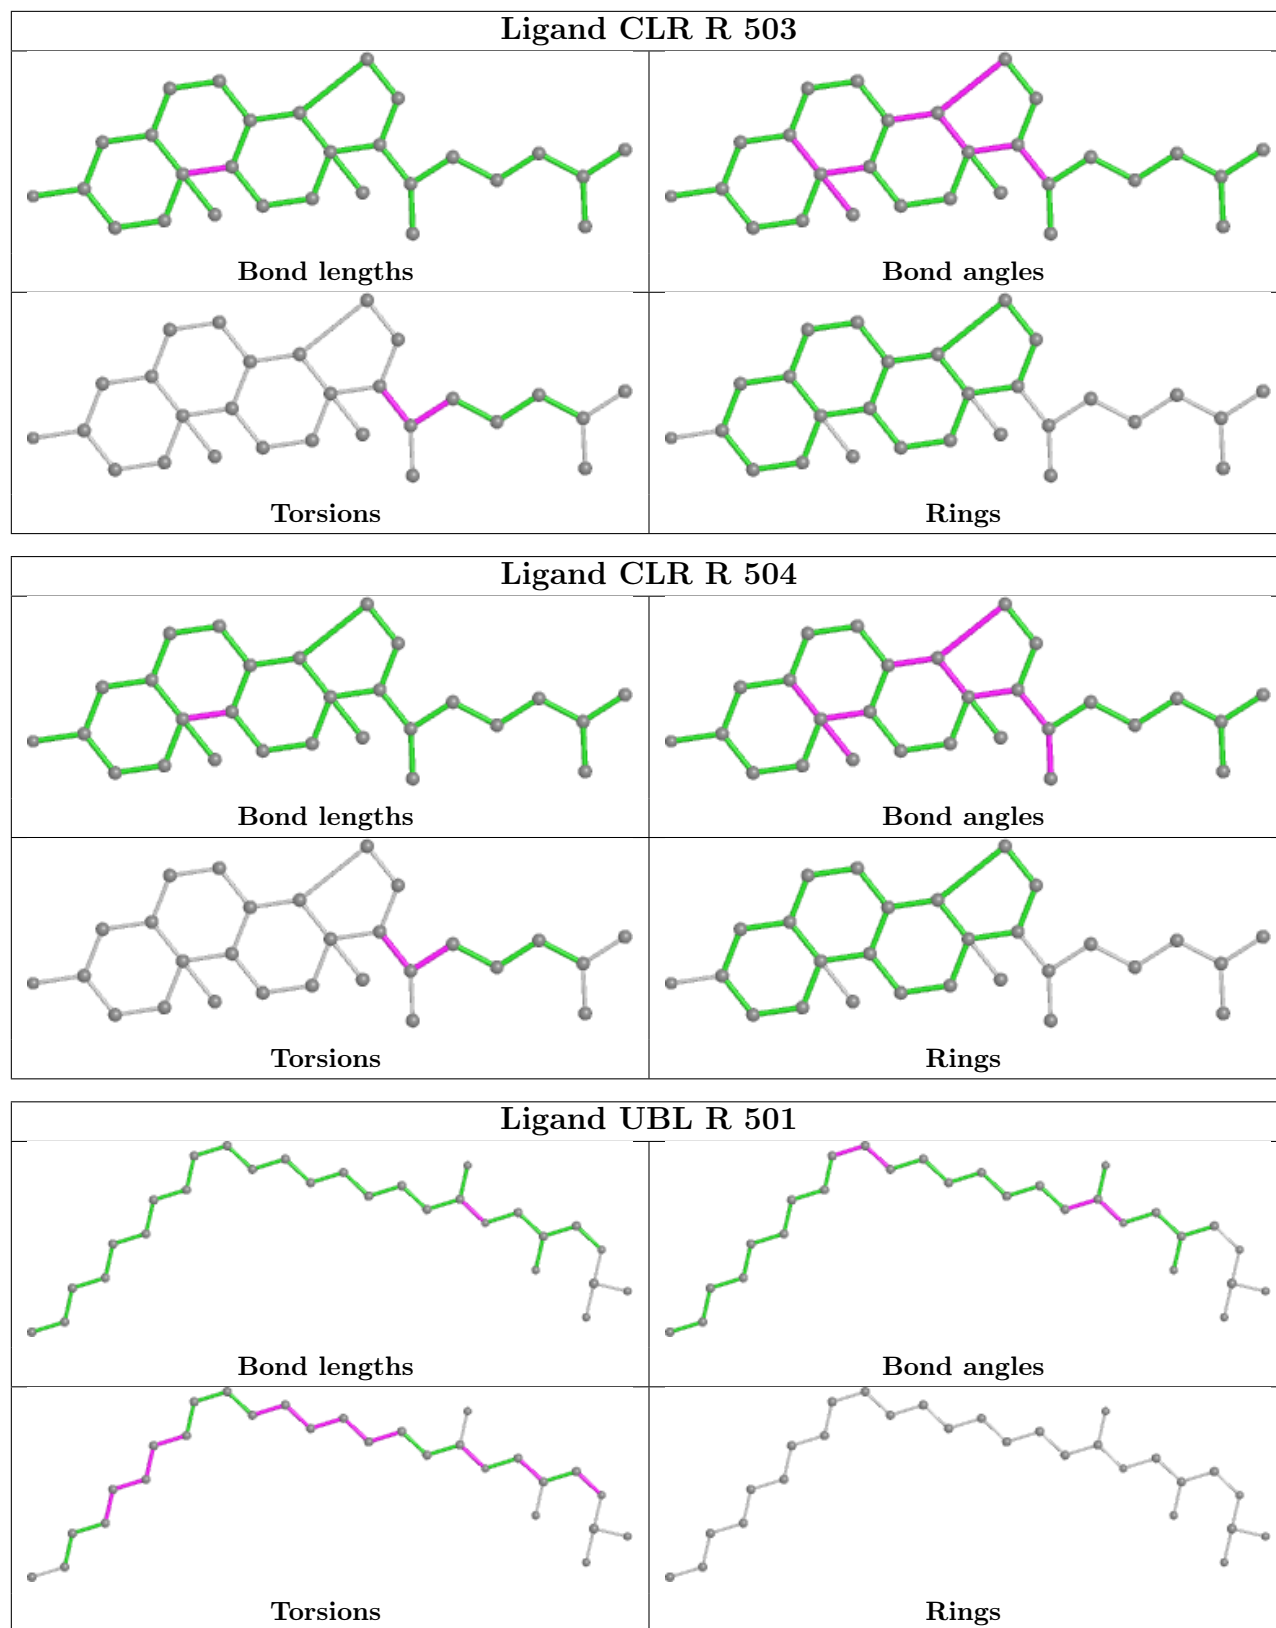 Ligand CLR R 503
Bond lengths
Bond angles
Torsions
Rings
Ligand CLR R 504
Bond lengths
Bond angles
Torsions
Rings
Ligand UBL R 501
Bond lengths
Bond angles
Torsions
Rings